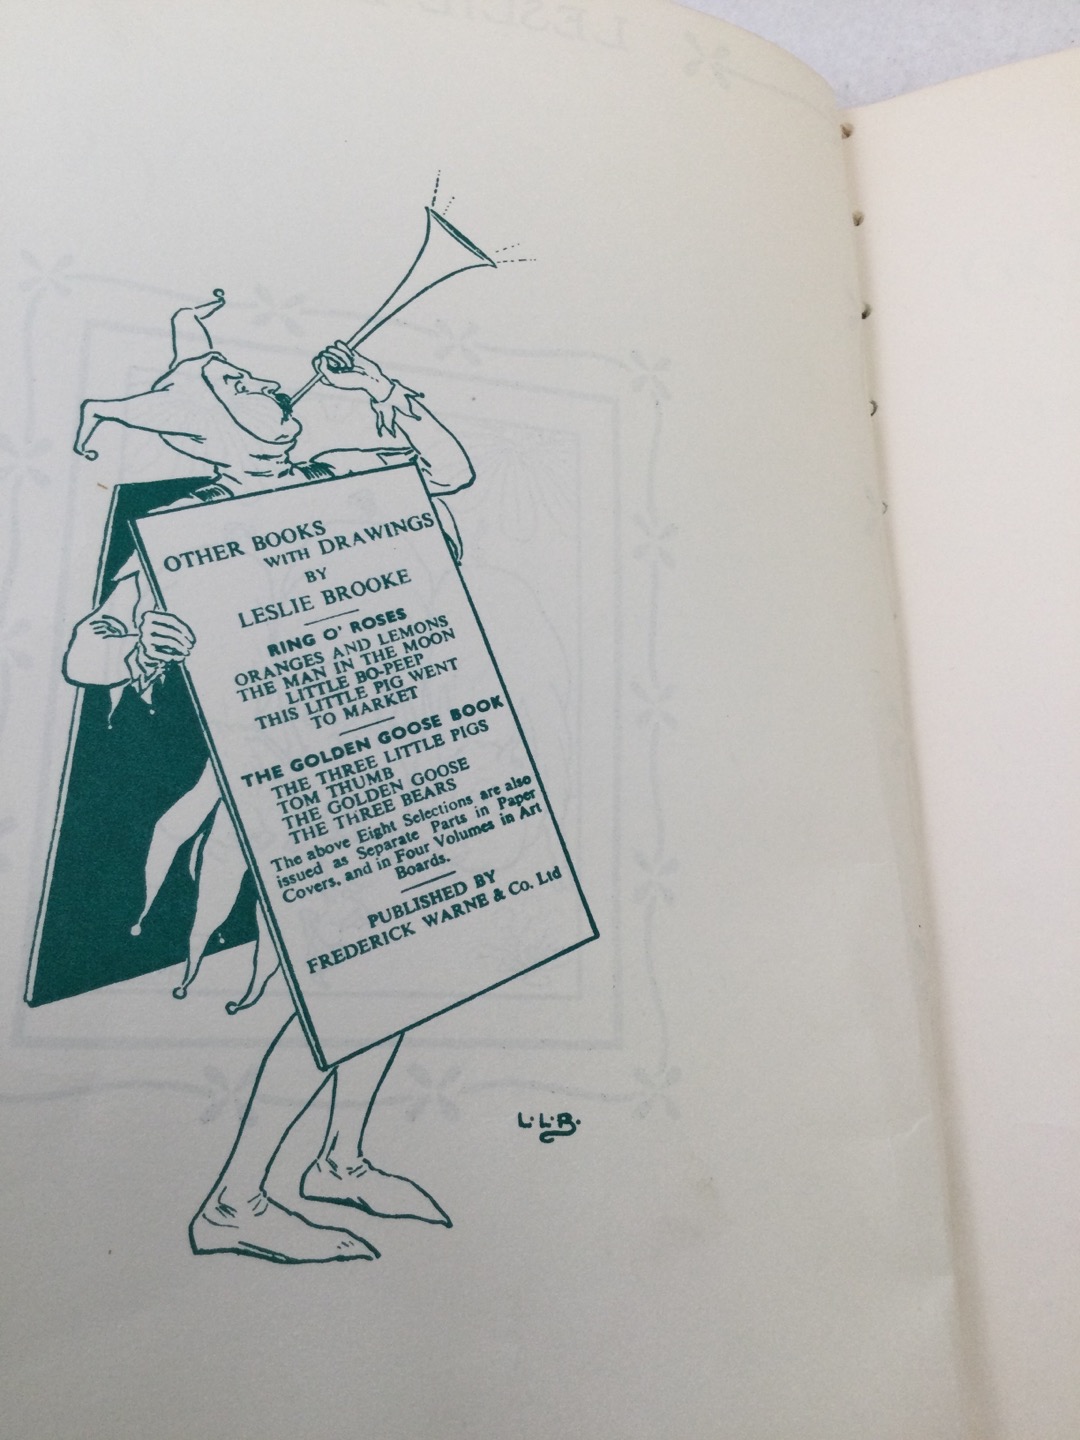 LESLIE
OTHER BOOKS
WITH DRAWINGS
BY
LESLIE BROOKE
RING O' ROSES
ORANGES AND LEMONS
THE MAN IN THE MOON
LITTLE BO-PEEP
THIS LITTLE PIG WENT
TO MARKET
THE GOLDEN GOOSE BOOK
THE THREE LITTLE PIGS
TOM THUMB
THE GOLDEN GOOSE
THE THREE BEARS
The above Eight Selections are also
issued as Separate Parts in Paper
Covers, and in Four Volumes in Art
Boards.
PUBLISHED BY
FREDERICK WARNE & Co. Ltd
L.L.B.